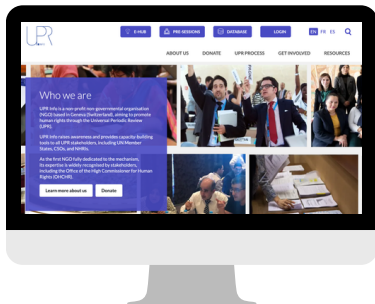 UPR
E-HUB
PRE-SESSIONS
DATABASE
LOGIN
EN FR ES
ABOUT US
DONATE
UPR PROCESS
GET INVOLVED
RESOURCES
Who we are
UPR Info is a non-profit non-governmental organisation
(NGO) based in Geneva (Switzerland), aiming to promote
human rights through the Universal Periodic Review
(UPR).
UPR Info raises awareness and provides capacity-building
tools to all UPR stakeholders, including UN Member
States, CSOs, and NHRIs.
As the first NGO fully dedicated to the mechanism,
its expertise is widely recognised by stakeholders,
including the Office of the High Commissioner for Human
Rights (OHCHR).
Learn more about us
Donate